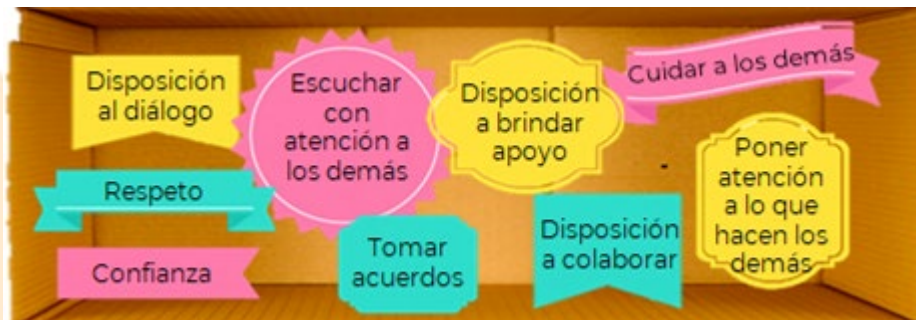 Disposición
al diálogo
Escuchar
con
atención a
los demás
Disposición
a brindar
apoyo
Cuidar a los demás
Respeto
Poner
atención
a lo que
hacen los
demás
Confianza
Tomar
acuerdos
Disposición
a colaborar